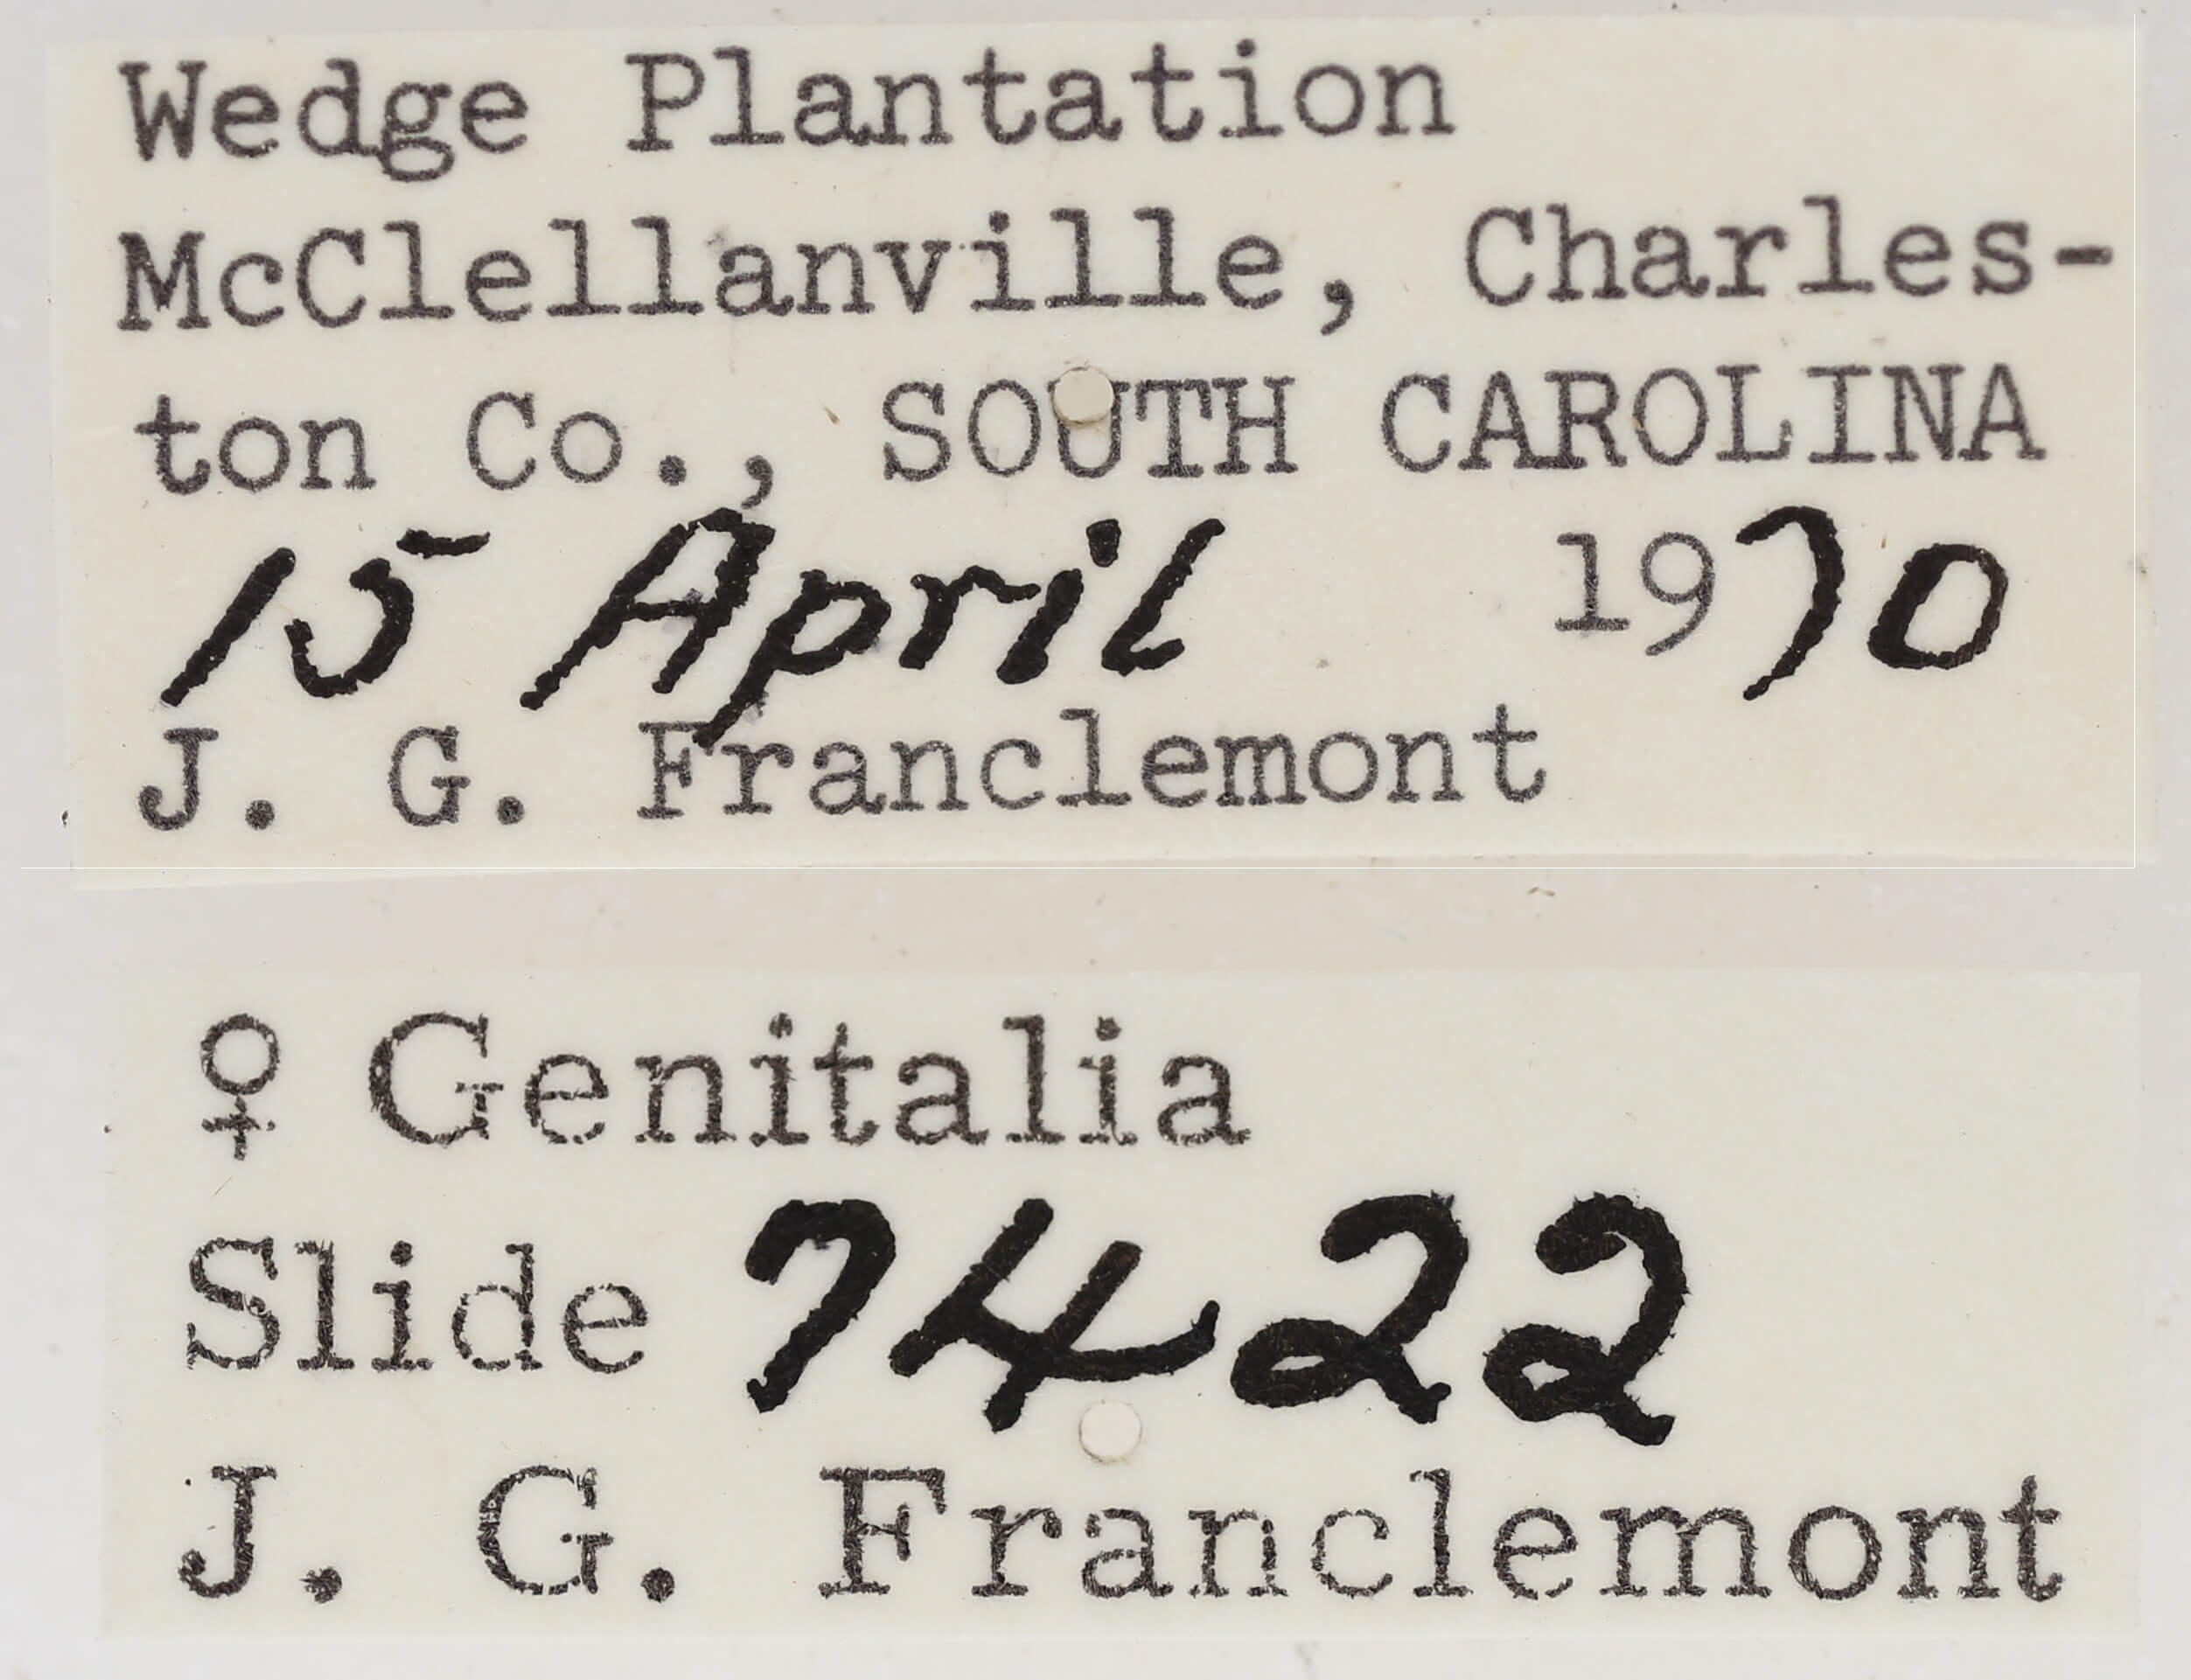 Wedge Plantation
McClellanville, Charles-
ton Co., SOUTH CAROLINA
15 April 1970
J. G. Franclemont
♀ Genitalia
Slide 7422
J. G. Franclemont